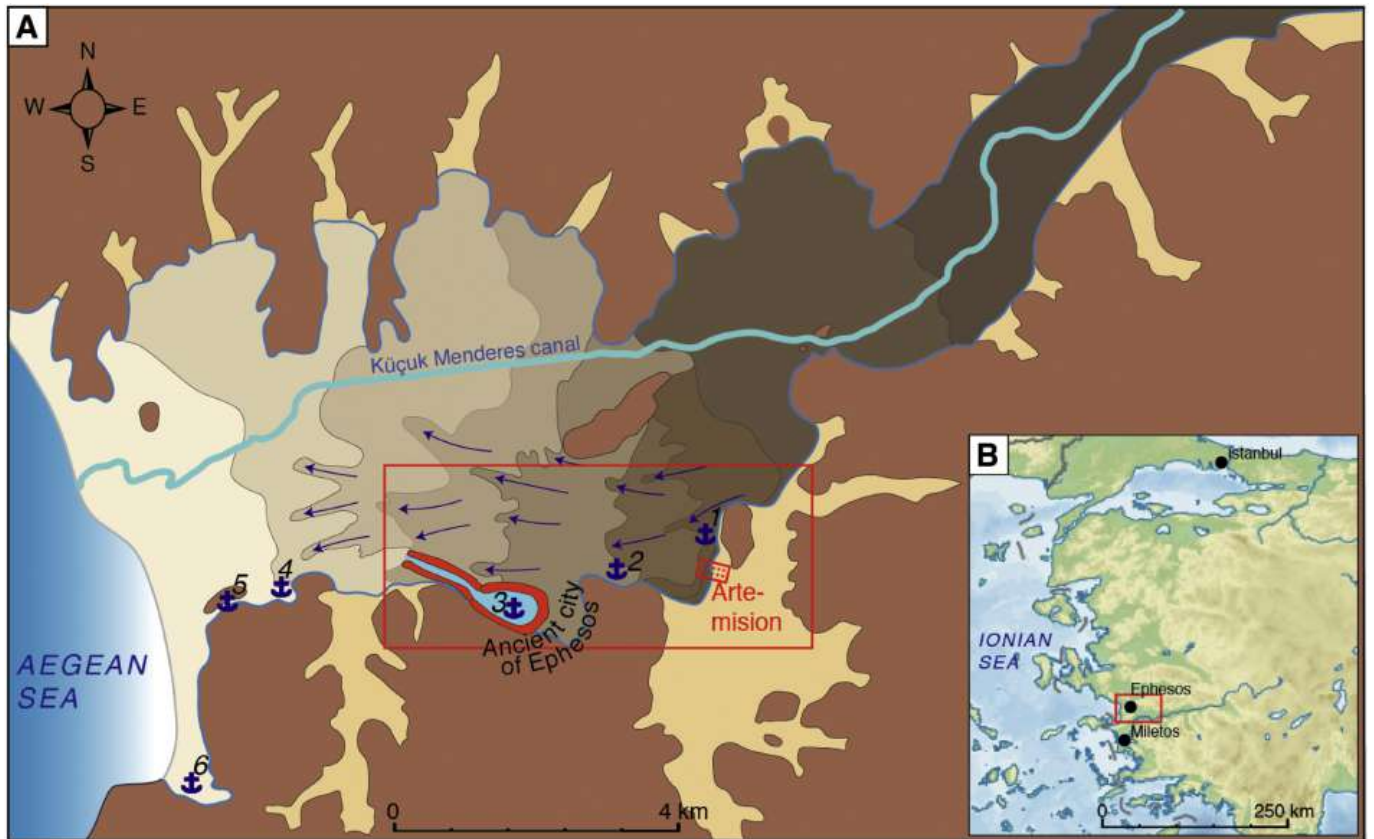 A
N
W E
S
Küçuk Menderes canal
1
2
3
4
5
6
Arte-
mision
Ancient city
of Ephesos
AEGEAN
SEA
0 4 km
B
Istanbul
IONIAN
SEA
Ephesos
Miletos
0 250 km